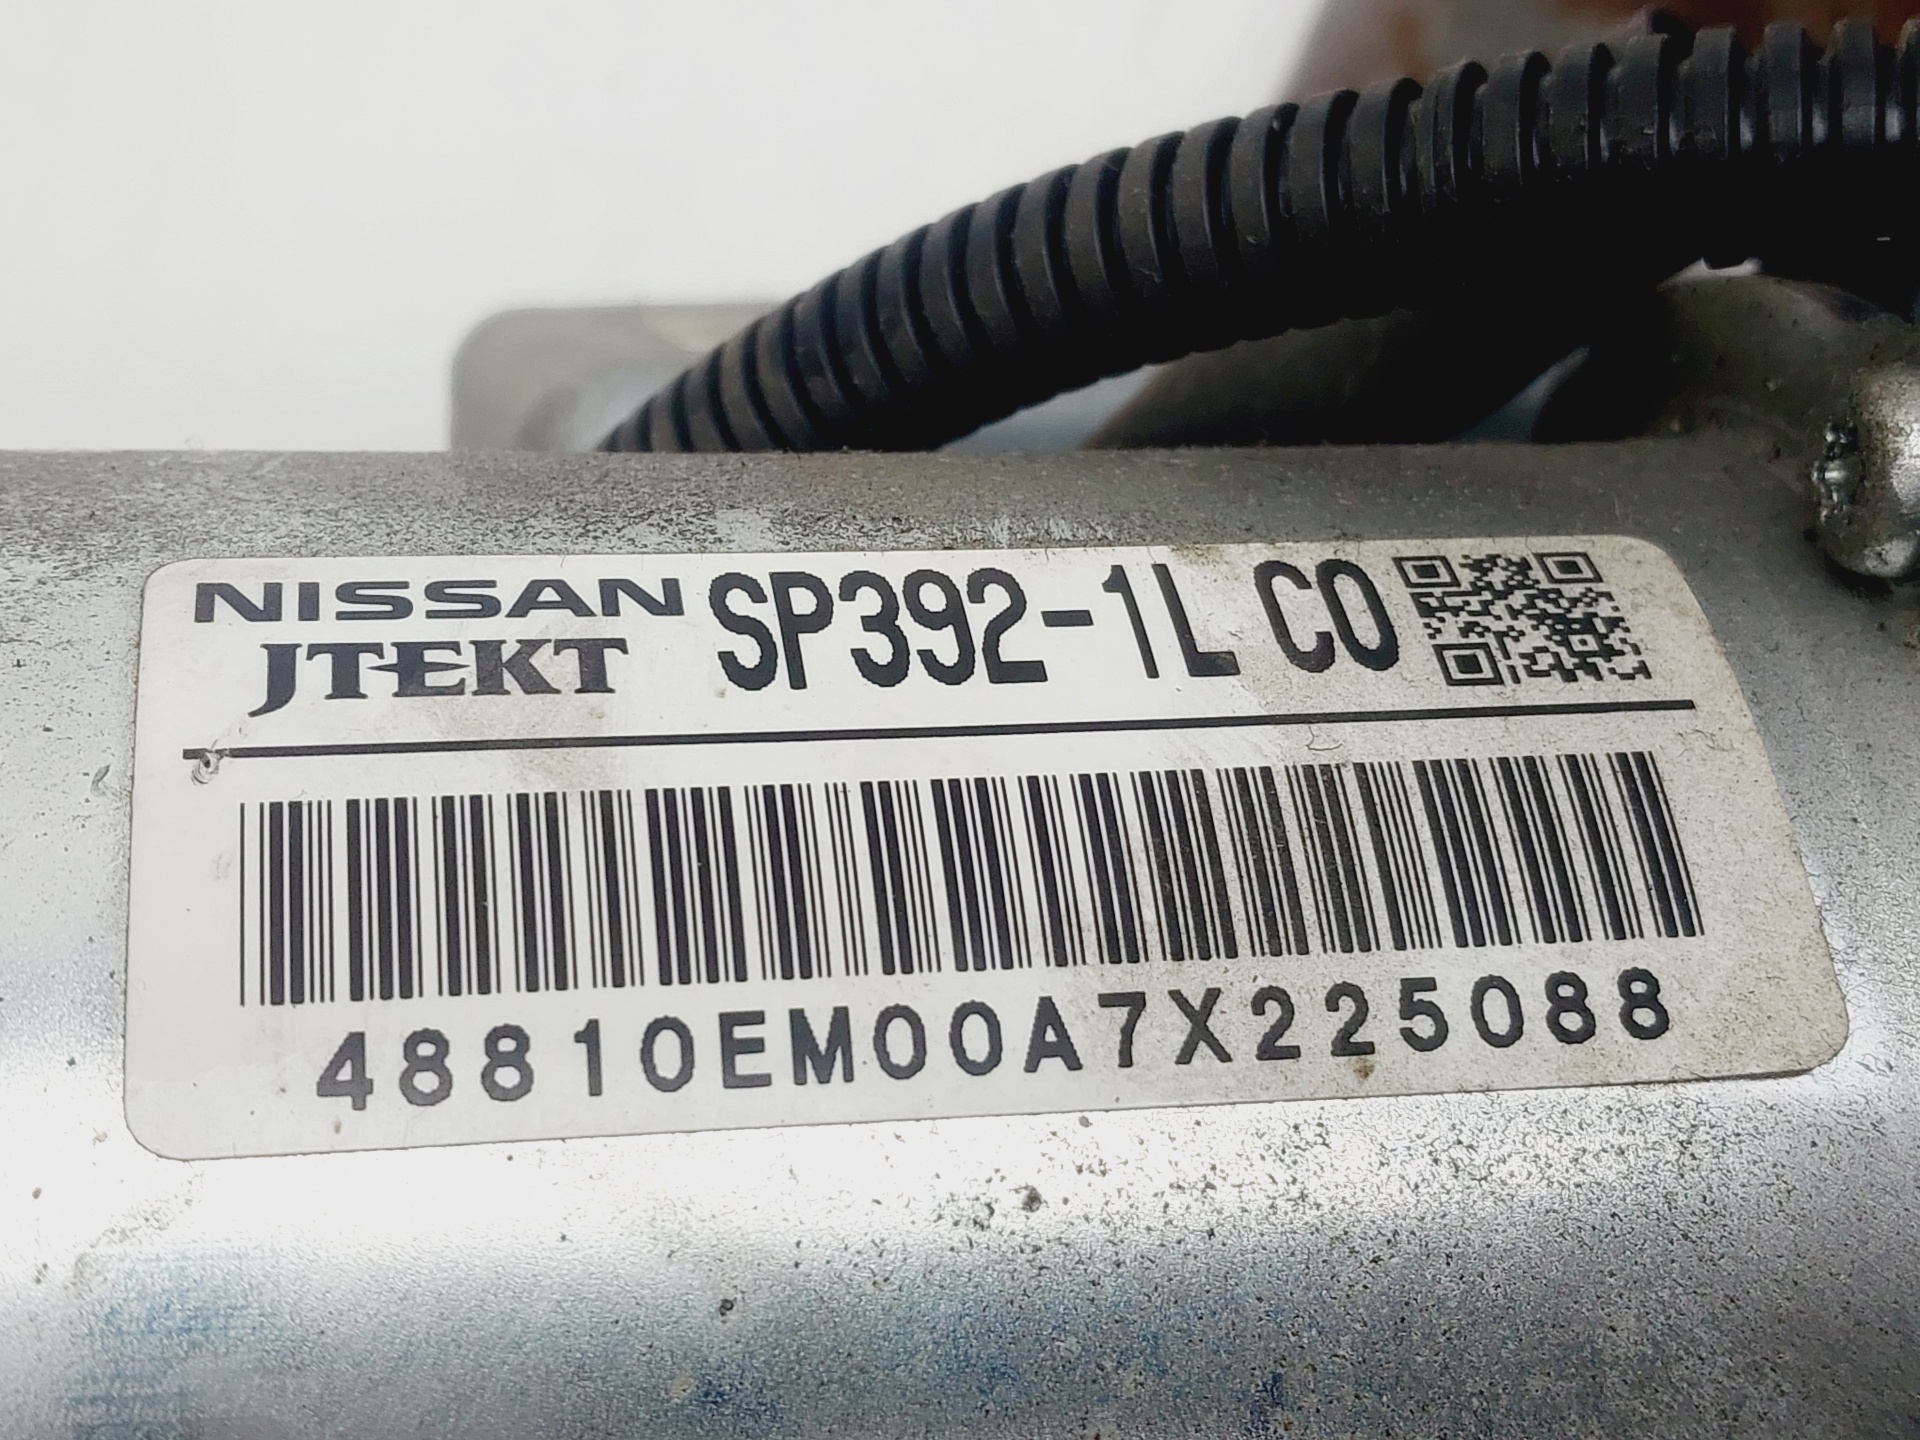 NISSAN SP392-1L C0
JTEKT
48810EM00A7X225088